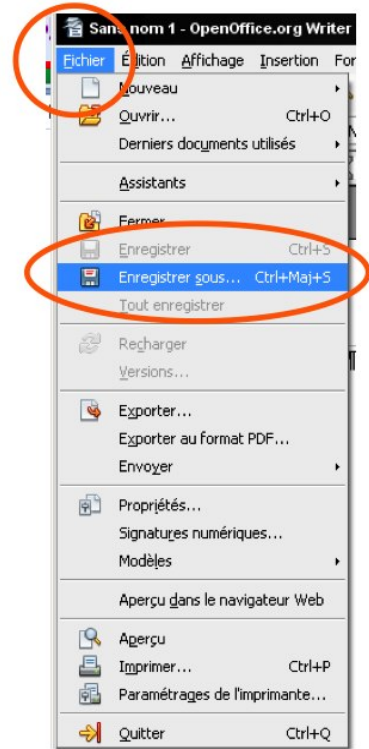 Sans nom 1 - OpenOffice.org Writer
Fichier Édition Affichage Insertion For
Nouveau
Ouvrir... Ctrl+O
Derniers documents utilisés
Assistants
Fermer
Enregistrer Ctrl+S
Enregistrer sous... Ctrl+Maj+S
Tout enregistrer
Recharger
Versions...
Exporter...
Exporter au format PDF...
Envoyer
Propriétés...
Signatures numériques...
Modèles
Aperçu dans le navigateur Web
Aperçu
Imprimer... Ctrl+P
Paramétrages de l'imprimante...
Quitter Ctrl+Q